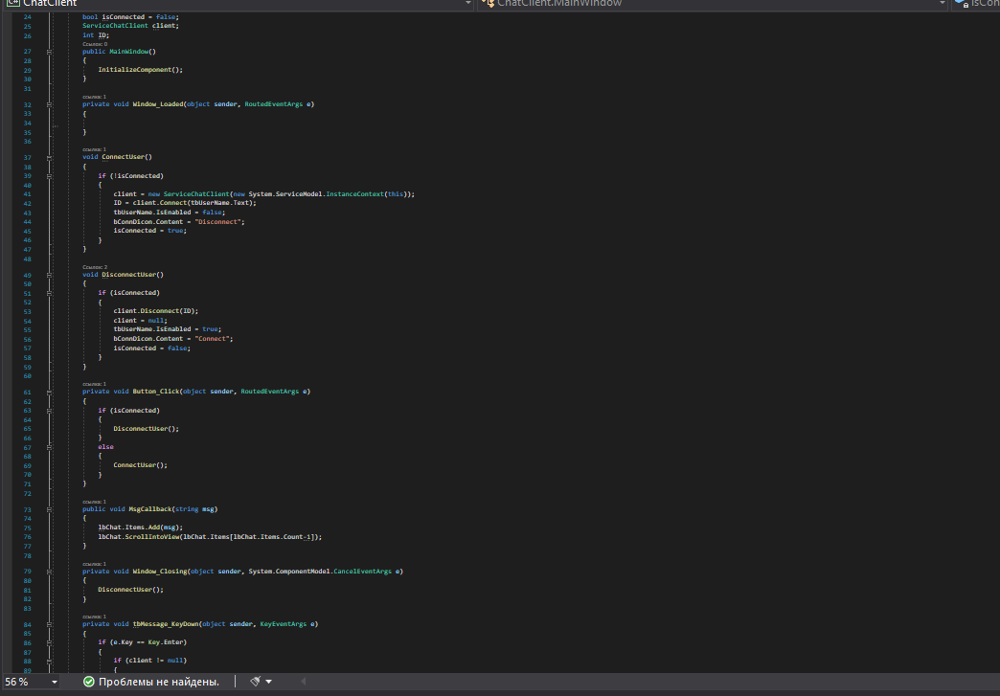 ChatClient ChatClient.MainWindow isCon
24 bool isConnected = false;
25 ServiceChatClient client;
26 int ID;
Ссылок: 0
27 public MainWindow()
28 {
29 InitializeComponent();
30 }
31
ссылка: 1
32 private void Window_Loaded(object sender, RoutedEventArgs e)
33 {
34
35 }
36
ссылка: 1
37 void ConnectUser()
38 {
39 if (!isConnected)
40 {
41 client = new ServiceChatClient(new System.ServiceModel.InstanceContext(this));
42 ID = client.Connect(tbUserName.Text);
43 tbUserName.IsEnabled = false;
44 bConnDicon.Content = "Disconnect";
45 isConnected = true;
46 }
47 }
48
Ссылок: 2
49 void DisconnectUser()
50 {
51 if (isConnected)
52 {
53 client.Disconnect(ID);
54 client = null;
55 tbUserName.IsEnabled = true;
56 bConnDicon.Content = "Connect";
57 isConnected = false;
58 }
59 }
60
ссылка: 1
61 private void Button_Click(object sender, RoutedEventArgs e)
62 {
63 if (isConnected)
64 {
65 DisconnectUser();
66 }
67 else
68 {
69 ConnectUser();
70 }
71 }
72
ссылка: 1
73 public void MsgCallback(string msg)
74 {
75 lbChat.Items.Add(msg);
76 lbChat.ScrollIntoView(lbChat.Items[lbChat.Items.Count-1]);
77 }
78
ссылка: 1
79 private void Window_Closing(object sender, System.ComponentModel.CancelEventArgs e)
80 {
81 DisconnectUser();
82 }
83
ссылка: 1
84 private void tbMessage_KeyDown(object sender, KeyEventArgs e)
85 {
86 if (e.Key == Key.Enter)
87 {
88 if (client != null)
89 {
56 % Проблемы не найдены.